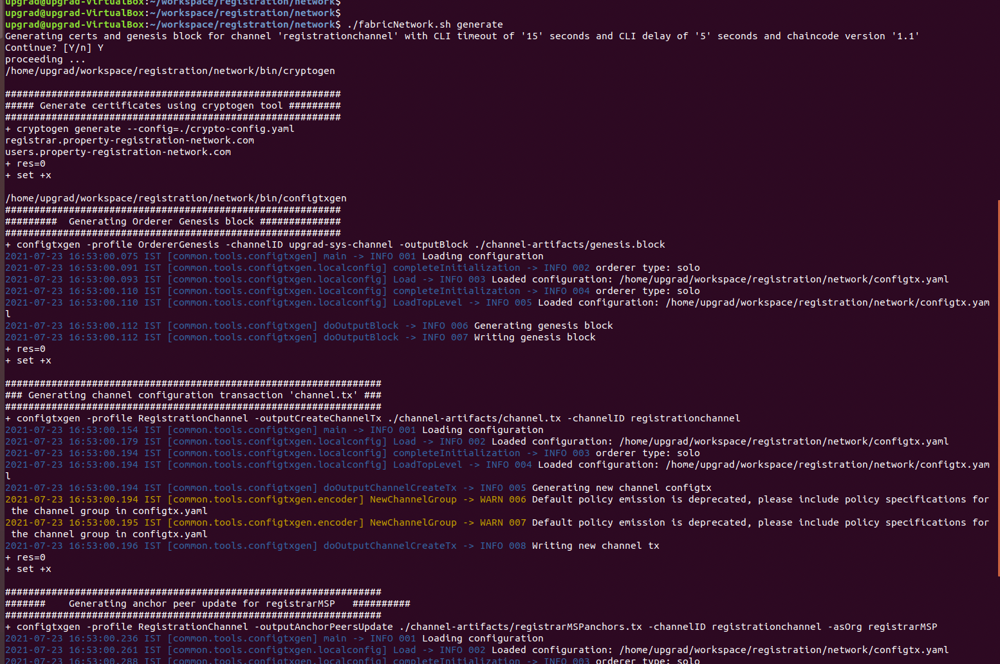 upgrad@upgrad-VirtualBox:~/workspace/registration/network$
upgrad@upgrad-VirtualBox:~/workspace/registration/network$
upgrad@upgrad-VirtualBox:~/workspace/registration/network$ ./fabricNetwork.sh generate
Generating certs and genesis block for channel 'registrationchannel' with CLI timeout of '15' seconds and CLI delay of '5' seconds and chaincode version '1.1'
Continue? [Y/n] Y
proceeding ...
/home/upgrad/workspace/registration/network/bin/cryptogen
##########################################################
##### Generate certificates using cryptogen tool #########
##########################################################
+ cryptogen generate --config=./crypto-config.yaml
registrar.property-registration-network.com
users.property-registration-network.com
+ res=0
+ set +x
/home/upgrad/workspace/registration/network/bin/configtxgen
##########################################################
#########  Generating Orderer Genesis block ##############
##########################################################
+ configtxgen -profile OrdererGenesis -channelID upgrad-sys-channel -outputBlock ./channel-artifacts/genesis.block
2021-07-23 16:53:00.075 IST [common.tools.configtxgen] main -> INFO 001 Loading configuration
2021-07-23 16:53:00.091 IST [common.tools.configtxgen.localconfig] completeInitialization -> INFO 002 orderer type: solo
2021-07-23 16:53:00.093 IST [common.tools.configtxgen.localconfig] Load -> INFO 003 Loaded configuration: /home/upgrad/workspace/registration/network/configtx.yaml
2021-07-23 16:53:00.110 IST [common.tools.configtxgen.localconfig] completeInitialization -> INFO 004 orderer type: solo
2021-07-23 16:53:00.110 IST [common.tools.configtxgen.localconfig] LoadTopLevel -> INFO 005 Loaded configuration: /home/upgrad/workspace/registration/network/configtx.yam
l
2021-07-23 16:53:00.112 IST [common.tools.configtxgen] doOutputBlock -> INFO 006 Generating genesis block
2021-07-23 16:53:00.112 IST [common.tools.configtxgen] doOutputBlock -> INFO 007 Writing genesis block
+ res=0
+ set +x
#################################################################
### Generating channel configuration transaction 'channel.tx' ###
#################################################################
+ configtxgen -profile RegistrationChannel -outputCreateChannelTx ./channel-artifacts/channel.tx -channelID registrationchannel
2021-07-23 16:53:00.154 IST [common.tools.configtxgen] main -> INFO 001 Loading configuration
2021-07-23 16:53:00.179 IST [common.tools.configtxgen.localconfig] Load -> INFO 002 Loaded configuration: /home/upgrad/workspace/registration/network/configtx.yaml
2021-07-23 16:53:00.194 IST [common.tools.configtxgen.localconfig] completeInitialization -> INFO 003 orderer type: solo
2021-07-23 16:53:00.194 IST [common.tools.configtxgen.localconfig] LoadTopLevel -> INFO 004 Loaded configuration: /home/upgrad/workspace/registration/network/configtx.yam
l
2021-07-23 16:53:00.194 IST [common.tools.configtxgen] doOutputChannelCreateTx -> INFO 005 Generating new channel configtx
2021-07-23 16:53:00.194 IST [common.tools.configtxgen.encoder] NewChannelGroup -> WARN 006 Default policy emission is deprecated, please include policy specifications for
 the channel group in configtx.yaml
2021-07-23 16:53:00.195 IST [common.tools.configtxgen.encoder] NewChannelGroup -> WARN 007 Default policy emission is deprecated, please include policy specifications for
 the channel group in configtx.yaml
2021-07-23 16:53:00.196 IST [common.tools.configtxgen] doOutputChannelCreateTx -> INFO 008 Writing new channel tx
+ res=0
+ set +x
#################################################################
#######    Generating anchor peer update for registrarMSP   ##########
#################################################################
+ configtxgen -profile RegistrationChannel -outputAnchorPeersUpdate ./channel-artifacts/registrarMSPanchors.tx -channelID registrationchannel -asOrg registrarMSP
2021-07-23 16:53:00.236 IST [common.tools.configtxgen] main -> INFO 001 Loading configuration
2021-07-23 16:53:00.261 IST [common.tools.configtxgen.localconfig] Load -> INFO 002 Loaded configuration: /home/upgrad/workspace/registration/network/configtx.yaml
2021-07-23 16:53:00.288 IST [common.tools.configtxgen.localconfig] completeInitialization -> INFO 003 orderer type: solo